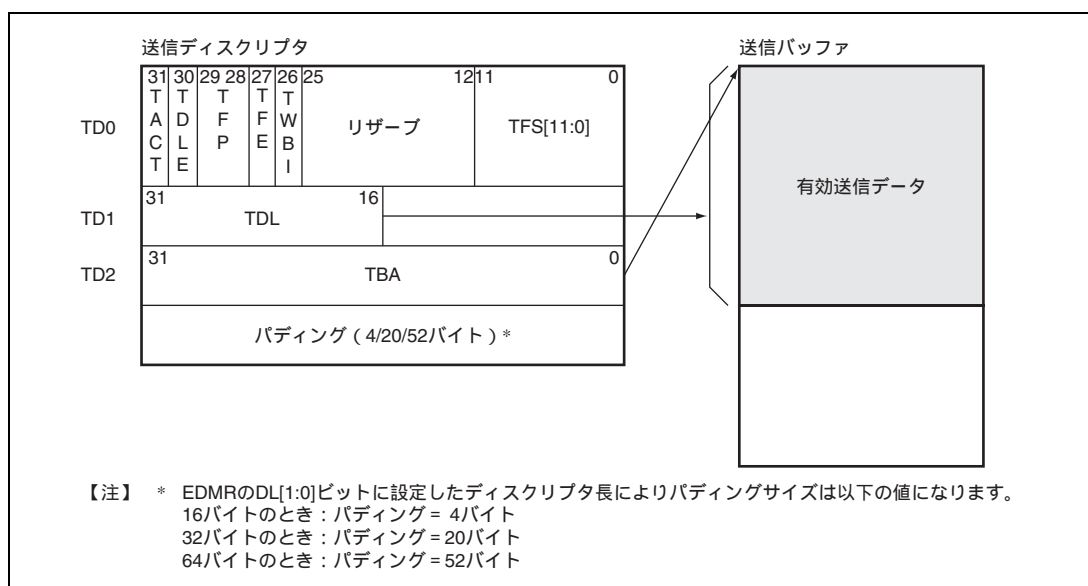 送信ディスクリプタ
送信バッファ
31 30 29 28 27 26 25 12 11 0
TD0
TACT
TDLE
TFP
TFE
TWBI
リザーブ
TFS[11:0]
有効送信データ
31 16
TD1
TDL
31 0
TD2
TBA
パディング(4/20/52バイト)*
【注】 * EDMRのDL[1:0]ビットに設定したディスクリプタ長によりパディングサイズは以下の値になります。
16バイトのとき:パディング= 4バイト
32バイトのとき:パディング=20バイト
64バイトのとき:パディング=52バイト